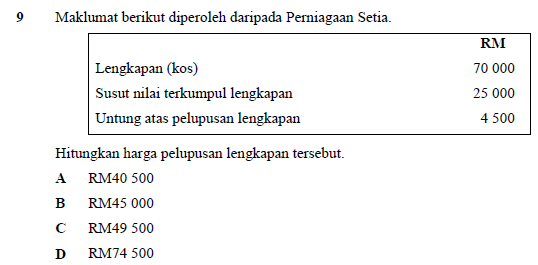 9 Maklumat berikut diperoleh daripada Perniagaan Setia.
RM
Lengkapan (kos) 70 000
Susut nilai terkumpul lengkapan 25 000
Untung atas pelupusan lengkapan 4 500
Hitungkan harga pelupusan lengkapan tersebut.
A RM40 500
B RM45 000
C RM49 500
D RM74 500